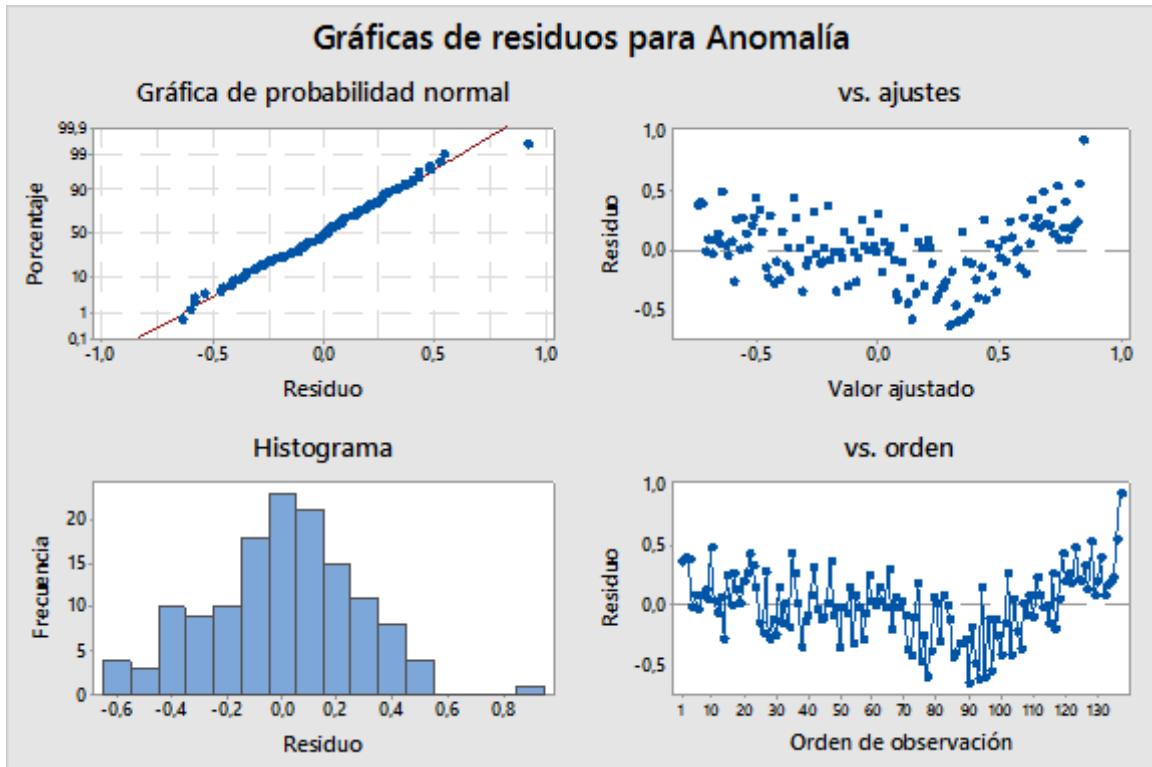 Gráficas de residuos para Anomalía
Gráfica de probabilidad normal
99,9
99
90
50
10
1
0,1
Porcentaje
-1,0 -0,5 0,0 0,5 1,0
Residuo
vs. ajustes
1,0
0,5
0,0
-0,5
Residuo
-0,5 0,0 0,5 1,0
Valor ajustado
Histograma
20
15
10
5
0
Frecuencia
-0,6 -0,4 -0,2 0,0 0,2 0,4 0,6 0,8
Residuo
vs. orden
1,0
0,5
0,0
-0,5
Residuo
1 10 20 30 40 50 60 70 80 90 100 110 120 130
Orden de observación